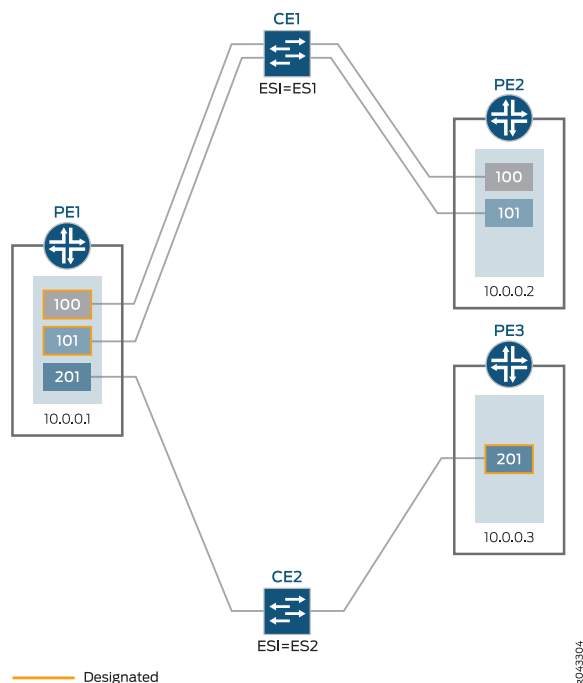 CE1
ESI=ES1
PE2
100
101
10.0.0.2
PE1
100
101
201
10.0.0.1
PE3
201
10.0.0.3
CE2
ESI=ES2
Designated
g043304